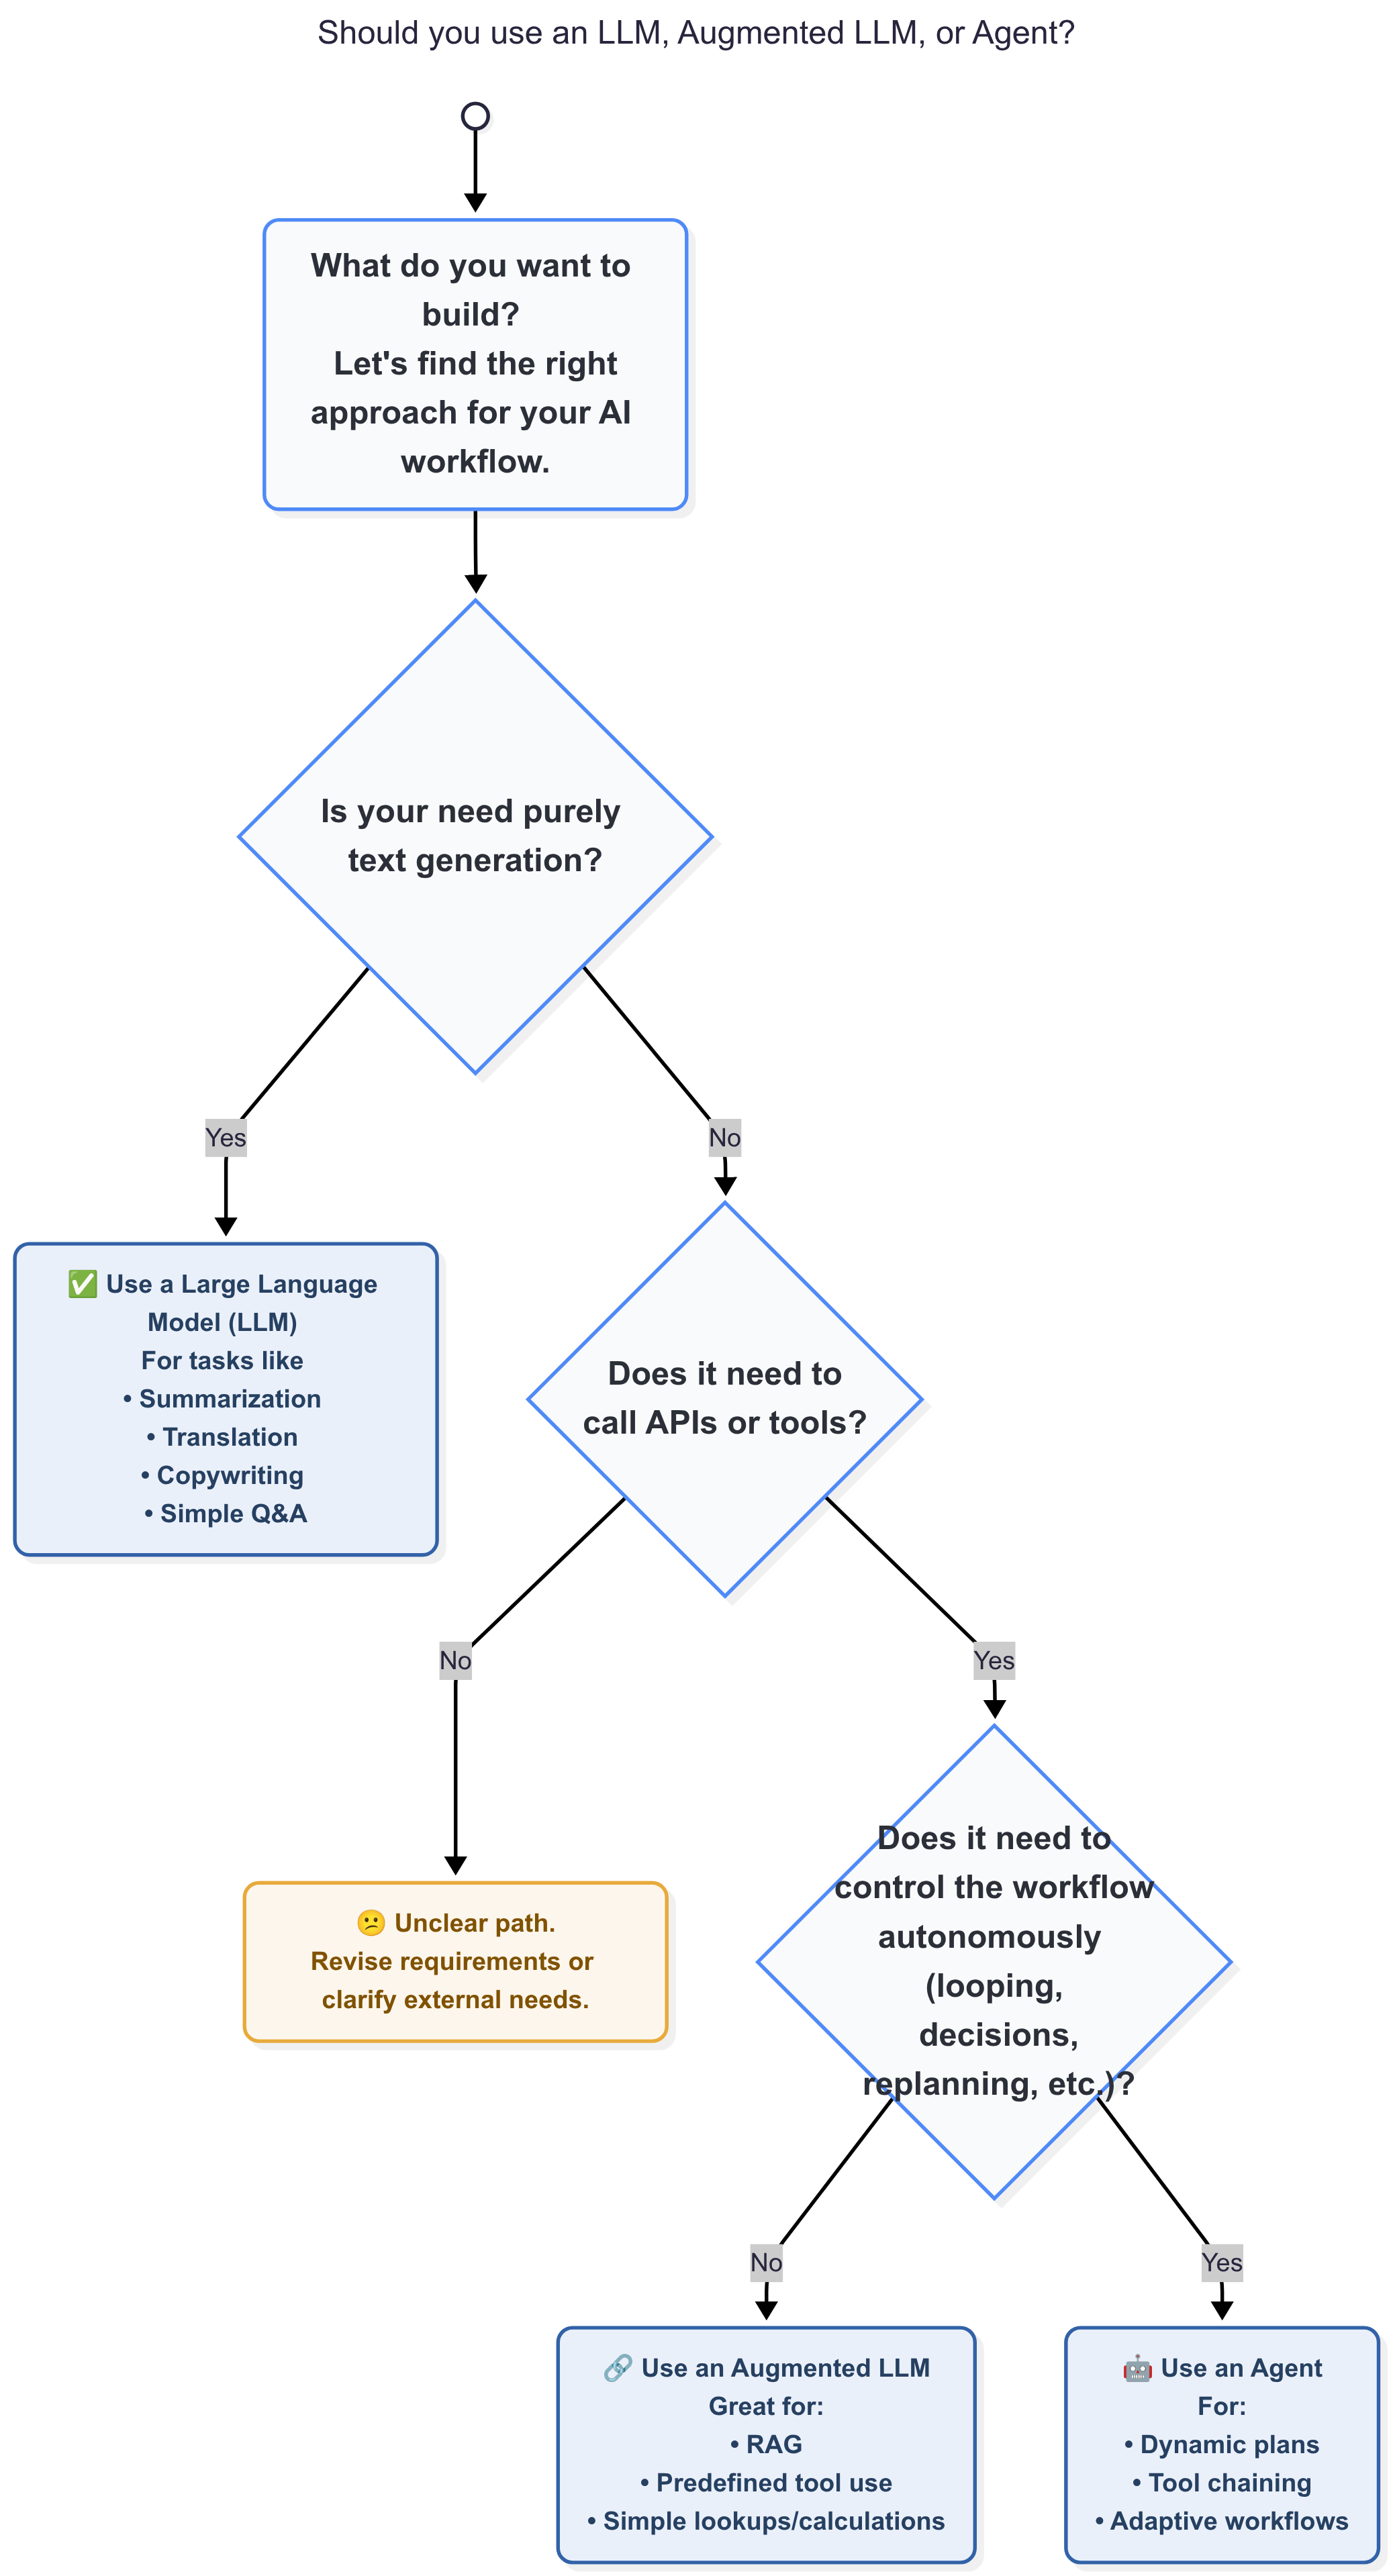 Should you use an LLM, Augmented LLM, or Agent?
What do you want to
build?
Let's find the right
approach for your AI
workflow.
Is your need purely
text generation?
Yes
No
✅ Use a Large Language
Model (LLM)
For tasks like
• Summarization
• Translation
• Copywriting
• Simple Q&A
Does it need to
call APIs or tools?
No
Yes
😕 Unclear path.
Revise requirements or
clarify external needs.
Does it need to
control the workflow
autonomously
(looping,
decisions,
replanning, etc.)?
No
Yes
🔗 Use an Augmented LLM
Great for:
• RAG
• Predefined tool use
• Simple lookups/calculations
🤖 Use an Agent
For:
• Dynamic plans
• Tool chaining
• Adaptive workflows